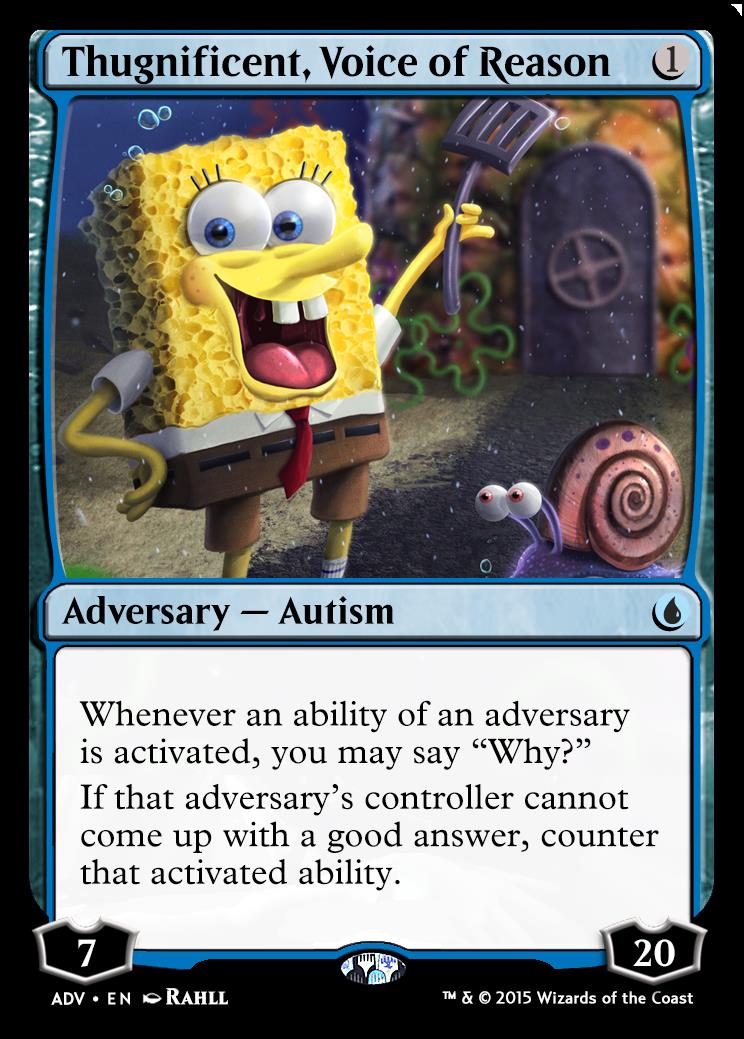 Thugnificent, Voice of Reason 1
Adversary — Autism
Whenever an ability of an adversary
is activated, you may say “Why?”
If that adversary’s controller cannot
come up with a good answer, counter
that activated ability.
7 20
ADV • EN RAHLL ™ & © 2015 Wizards of the Coast